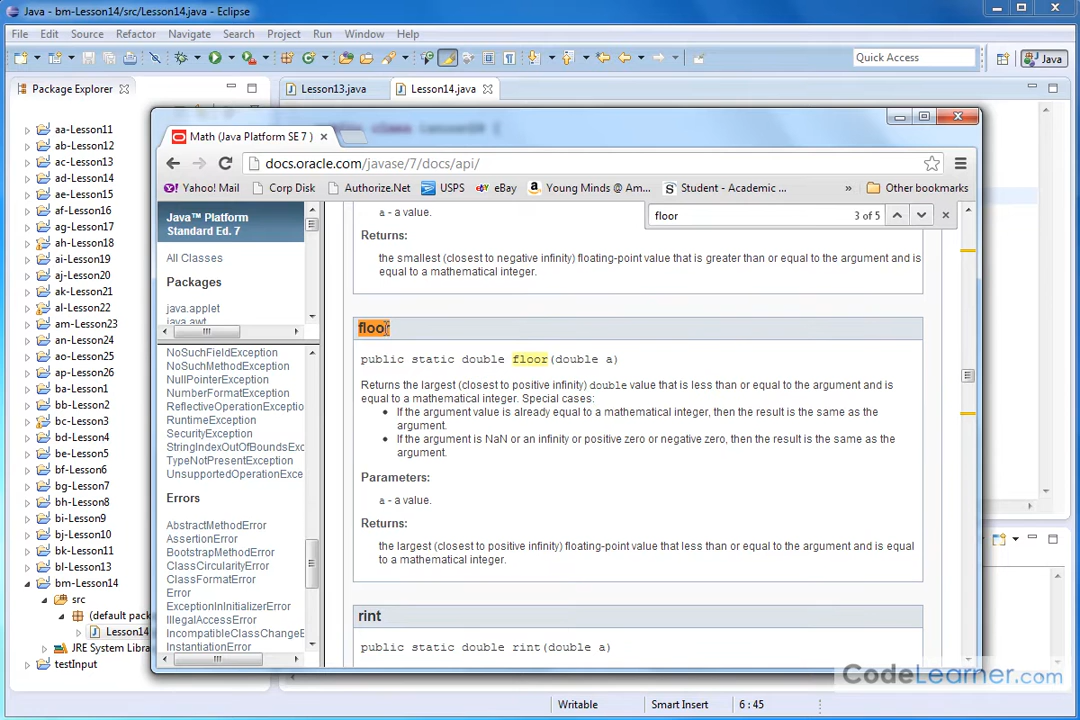 Java - bm-Lesson14/src/Lesson14.java - Eclipse
File Edit Source Refactor Navigate Search Project Run Window Help
Quick Access
Java
Package Explorer
Lesson13.java
Lesson14.java
aa-Lesson11
ab-Lesson12
ac-Lesson13
ad-Lesson14
ae-Lesson15
af-Lesson16
ag-Lesson17
ah-Lesson18
ai-Lesson19
aj-Lesson20
ak-Lesson21
al-Lesson22
am-Lesson23
an-Lesson24
ao-Lesson25
ap-Lesson26
ba-Lesson1
bb-Lesson2
bc-Lesson3
bd-Lesson4
be-Lesson5
bf-Lesson6
bg-Lesson7
bh-Lesson8
bi-Lesson9
bj-Lesson10
bk-Lesson11
bl-Lesson13
bm-Lesson14
src
(default pack
Lesson14
JRE System Libra
testInput
Math (Java Platform SE 7 )
docs.oracle.com/javase/7/docs/api/
Yahoo! Mail Corp Disk Authorize.Net USPS eBay Young Minds @ Am... Student - Academic ... » Other bookmarks
floor 3 of 5
Java™ Platform
Standard Ed. 7
All Classes
Packages
java.applet
java.awt
NoSuchFieldException
NoSuchMethodException
NullPointerException
NumberFormatException
ReflectiveOperationExceptio
RuntimeException
SecurityException
StringIndexOutOfBoundsExc
TypeNotPresentException
UnsupportedOperationExce
Errors
AbstractMethodError
AssertionError
BootstrapMethodError
ClassCircularityError
ClassFormatError
Error
ExceptionInInitializerError
IllegalAccessError
IncompatibleClassChangeE
InstantiationError
a - a value.
Returns:
the smallest (closest to negative infinity) floating-point value that is greater than or equal to the argument and is
equal to a mathematical integer.
floor
public static double floor(double a)
Returns the largest (closest to positive infinity) double value that is less than or equal to the argument and is
equal to a mathematical integer. Special cases:
• If the argument value is already equal to a mathematical integer, then the result is the same as the
argument.
• If the argument is NaN or an infinity or positive zero or negative zero, then the result is the same as the
argument.
Parameters:
a - a value.
Returns:
the largest (closest to positive infinity) floating-point value that less than or equal to the argument and is equal
to a mathematical integer.
rint
public static double rint(double a)
CodeLearner.com
Writable Smart Insert 6 : 45